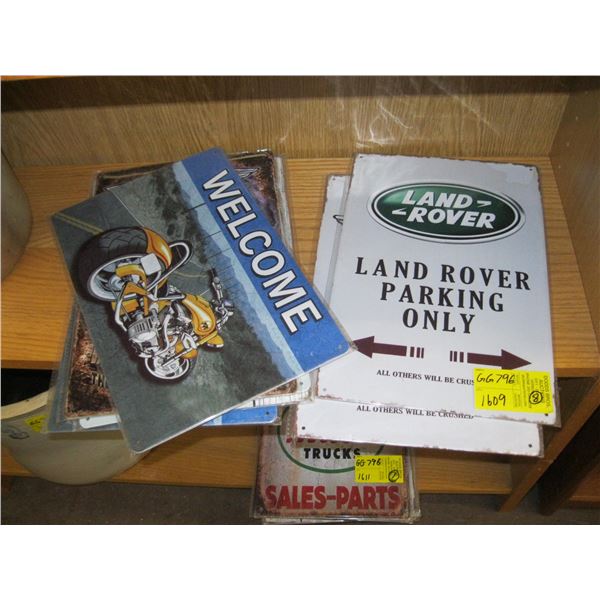 WELCOME
LAND-
-ROVER
LAND ROVER
PARKING
ONLY
ALL OTHERS WILL BE CRUS
GG796
1609
ALL OTHERS WILL BE CRUSHED
TRUCKS
GG796
1611
SALES-PARTS